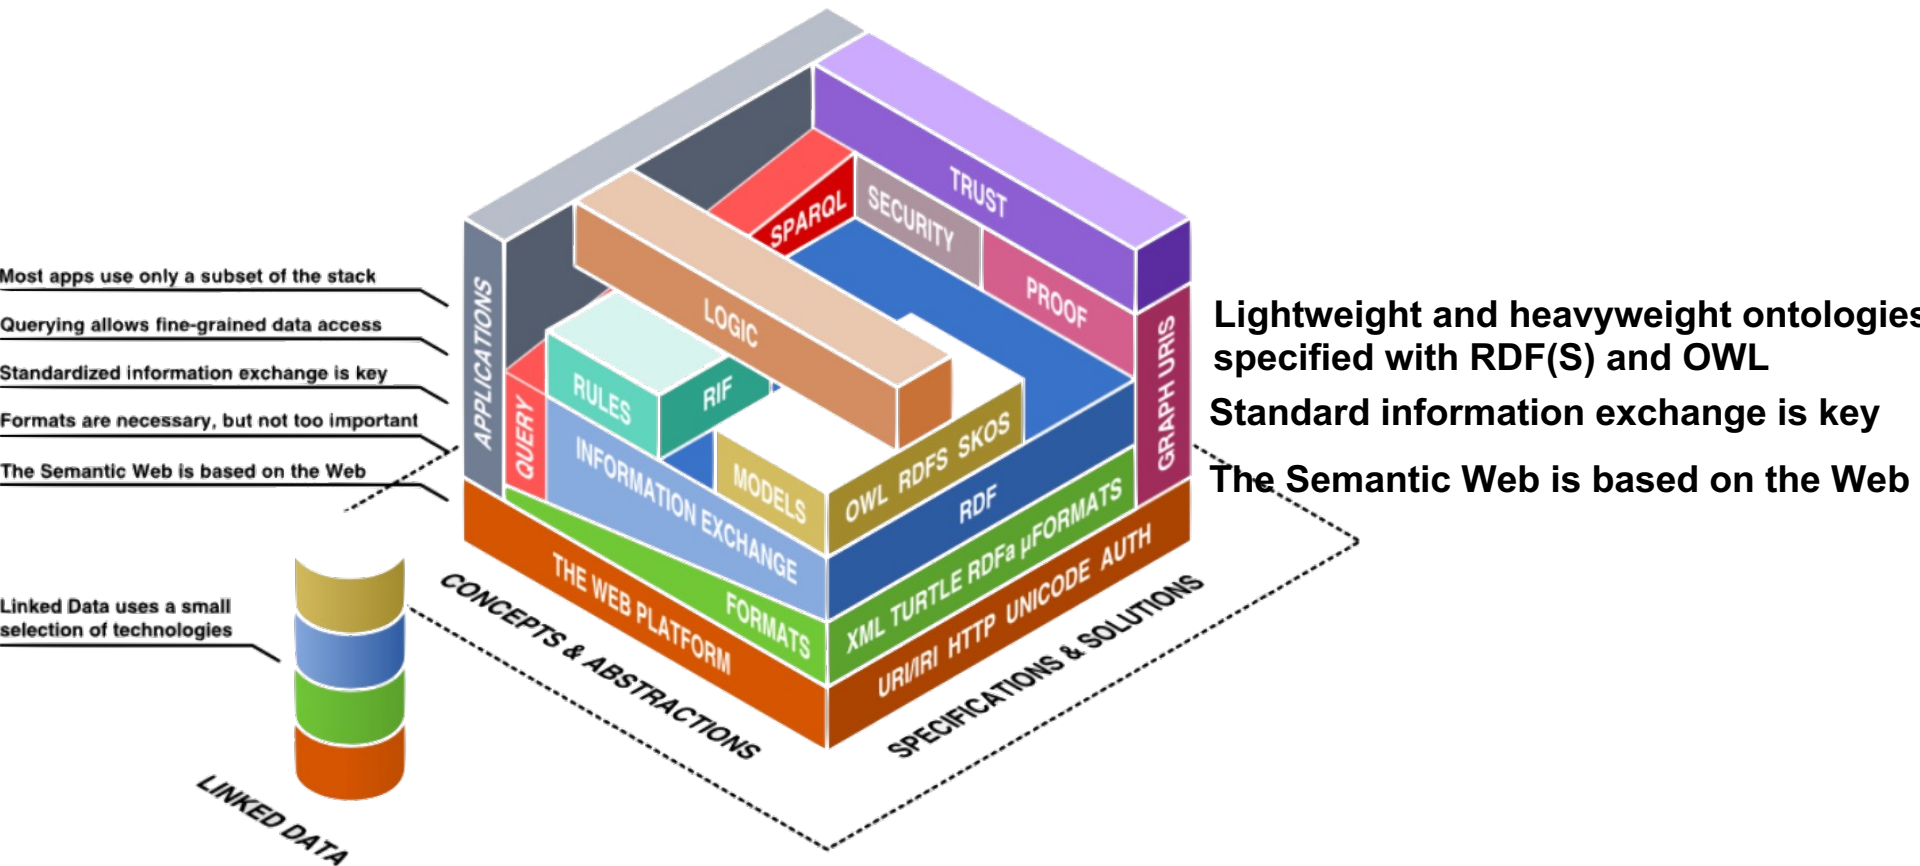 Most apps use only a subset of the stack
Querying allows fine-grained data access
Standardized information exchange is key
Formats are necessary, but not too important
The Semantic Web is based on the Web
Linked Data uses a small
selection of technologies
LINKED DATA
APPLICATIONS
TRUST
SPARQL
SECURITY
PROOF
LOGIC
RULES
RIF
QUERY
GRAPH URIS
INFORMATION EXCHANGE
MODELS
OWL RDFS SKOS
RDF
FORMATS
XML TURTLE RDFa µFORMATS
THE WEB PLATFORM
URI/IRI HTTP UNICODE AUTH
CONCEPTS & ABSTRACTIONS
SPECIFICATIONS & SOLUTIONS
Lightweight and heavyweight ontologies
specified with RDF(S) and OWL
Standard information exchange is key
The Semantic Web is based on the Web